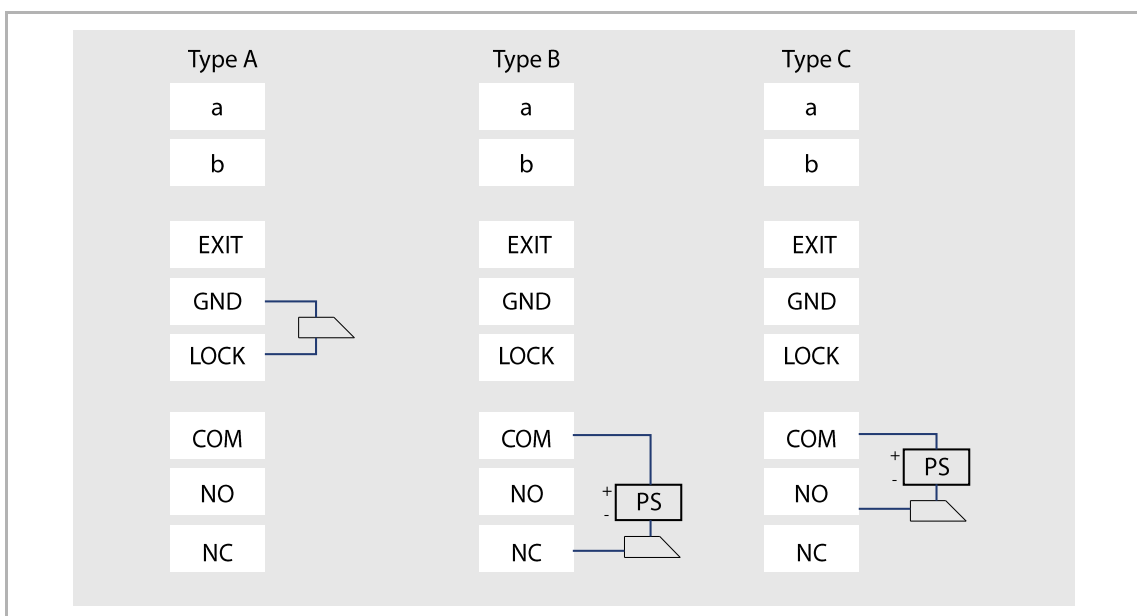 Type A
Type B
Type C
a
a
a
b
b
b
EXIT
EXIT
EXIT
GND
GND
GND
LOCK
LOCK
LOCK
COM
COM
COM
+
PS
-
NO
NO
NO
+
PS
-
NC
NC
NC